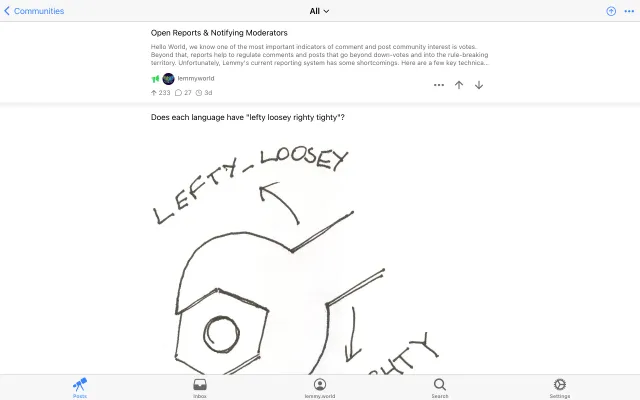 Communities
All
Open Reports & Notifying Moderators
Hello World, we know one of the most important indicators of comment and post community interest is votes.
Beyond that, reports help to regulate comments and posts that go beyond down-votes and into the rule-breaking
territory. Unfortunately, Lemmy's current reporting system has some shortcomings. Here are a few key technica...
lemmyworld
233 27 3d
Does each language have "lefty loosey righty tighty"?
LEFTY_LOOSEY
GHTY
Posts
Inbox
lemmy.world
Search
Settings